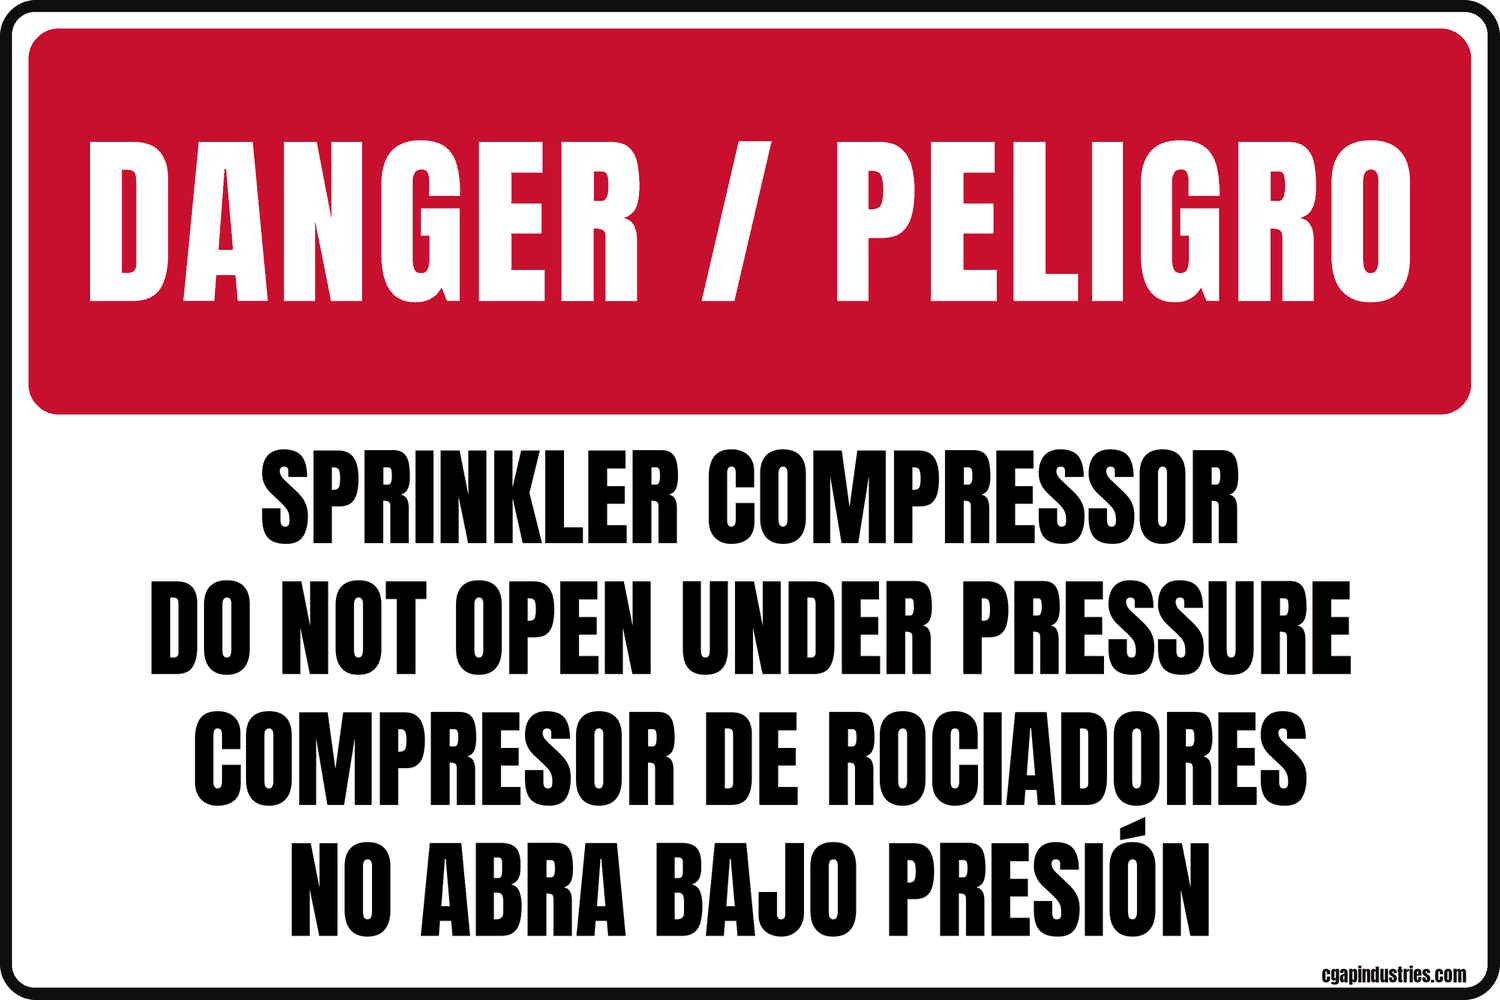 DANGER / PELIGRO
SPRINKLER COMPRESSOR
DO NOT OPEN UNDER PRESSURE
COMPRESOR DE ROCIADORES
NO ABRA BAJO PRESIÓN
cgapindustries.com